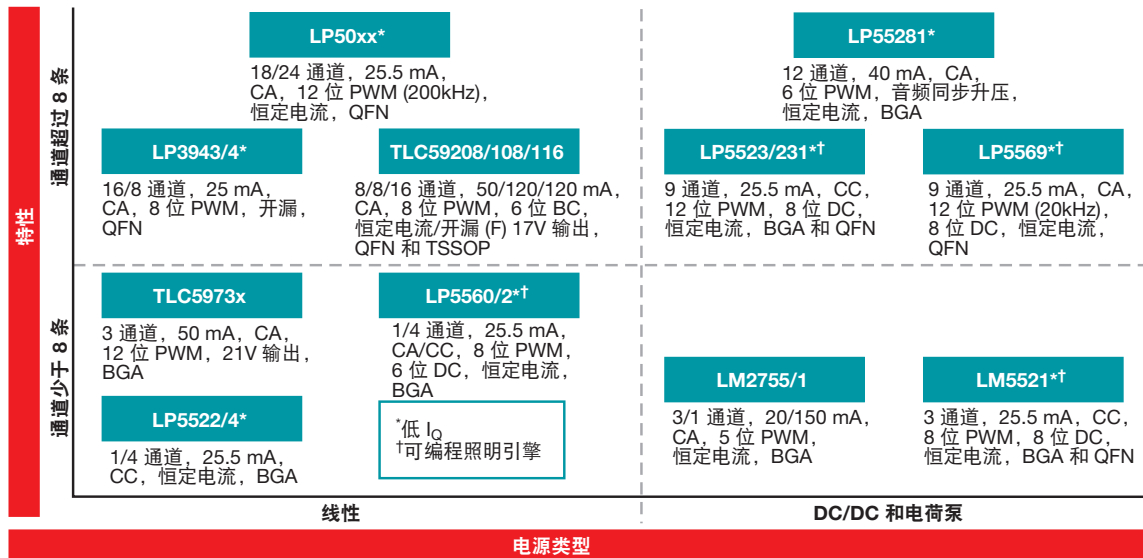 特性
通道超过 8 条
LP50xx*
18/24 通道，25.5 mA，
CA，12 位 PWM (200kHz)，
恒定电流，QFN
LP55281*
12 通道，40 mA，CA，
6 位 PWM，音频同步升压，
恒定电流，BGA
LP3943/4*
16/8 通道，25 mA，
CA，8 位 PWM，开漏，
QFN
TLC59208/108/116
8/8/16 通道，50/120/120 mA，
CA，8 位 PWM，6 位 BC，
恒定电流/开漏 (F) 17V 输出，
QFN 和 TSSOP
LP5523/231*†
9 通道，25.5 mA，CC，
12 位 PWM，8 位 DC，
恒定电流，BGA 和 QFN
LP5569*†
9 通道，25.5 mA，CA，
12 位 PWM (20kHz)，
8 位 DC，恒定电流，
QFN
通道少于 8 条
TLC5973x
3 通道，50 mA，CA，
12 位 PWM，21V 输出，
BGA
LP5560/2*†
1/4 通道，25.5 mA，
CA/CC，8 位 PWM，
6 位 DC，恒定电流，
BGA
LP5522/4*
1/4 通道，25.5 mA，
CC，恒定电流，BGA
*低 IQ
†可编程照明引擎
LM2755/1
3/1 通道，20/150 mA，
CA，5 位 PWM，
恒定电流，BGA
LM5521*†
3 通道，25.5 mA，CC，
8 位 PWM，8 位 DC，
恒定电流，BGA 和 QFN
线性
DC/DC 和电荷泵
电源类型